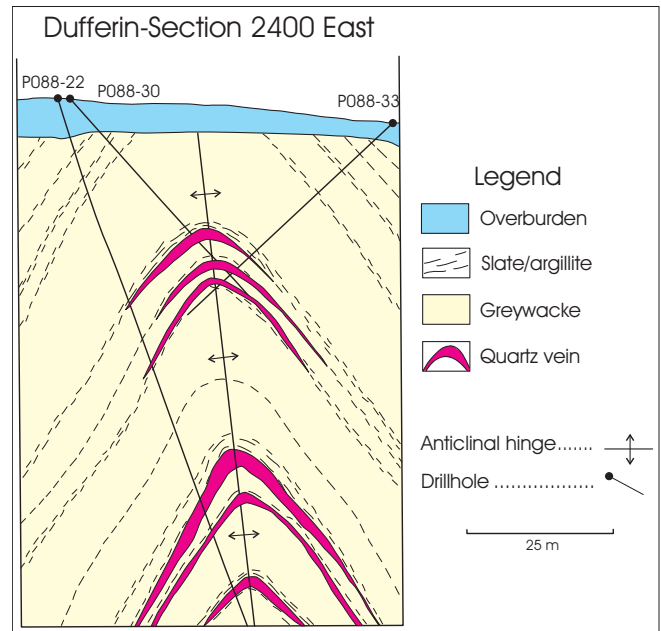 Dufferin-Section 2400 East
P088-22
P088-30
P088-33
Legend
Overburden
Slate/argillite
Greywacke
Quartz vein
Anticlinal hinge.......
Drillhole ...................
25 m